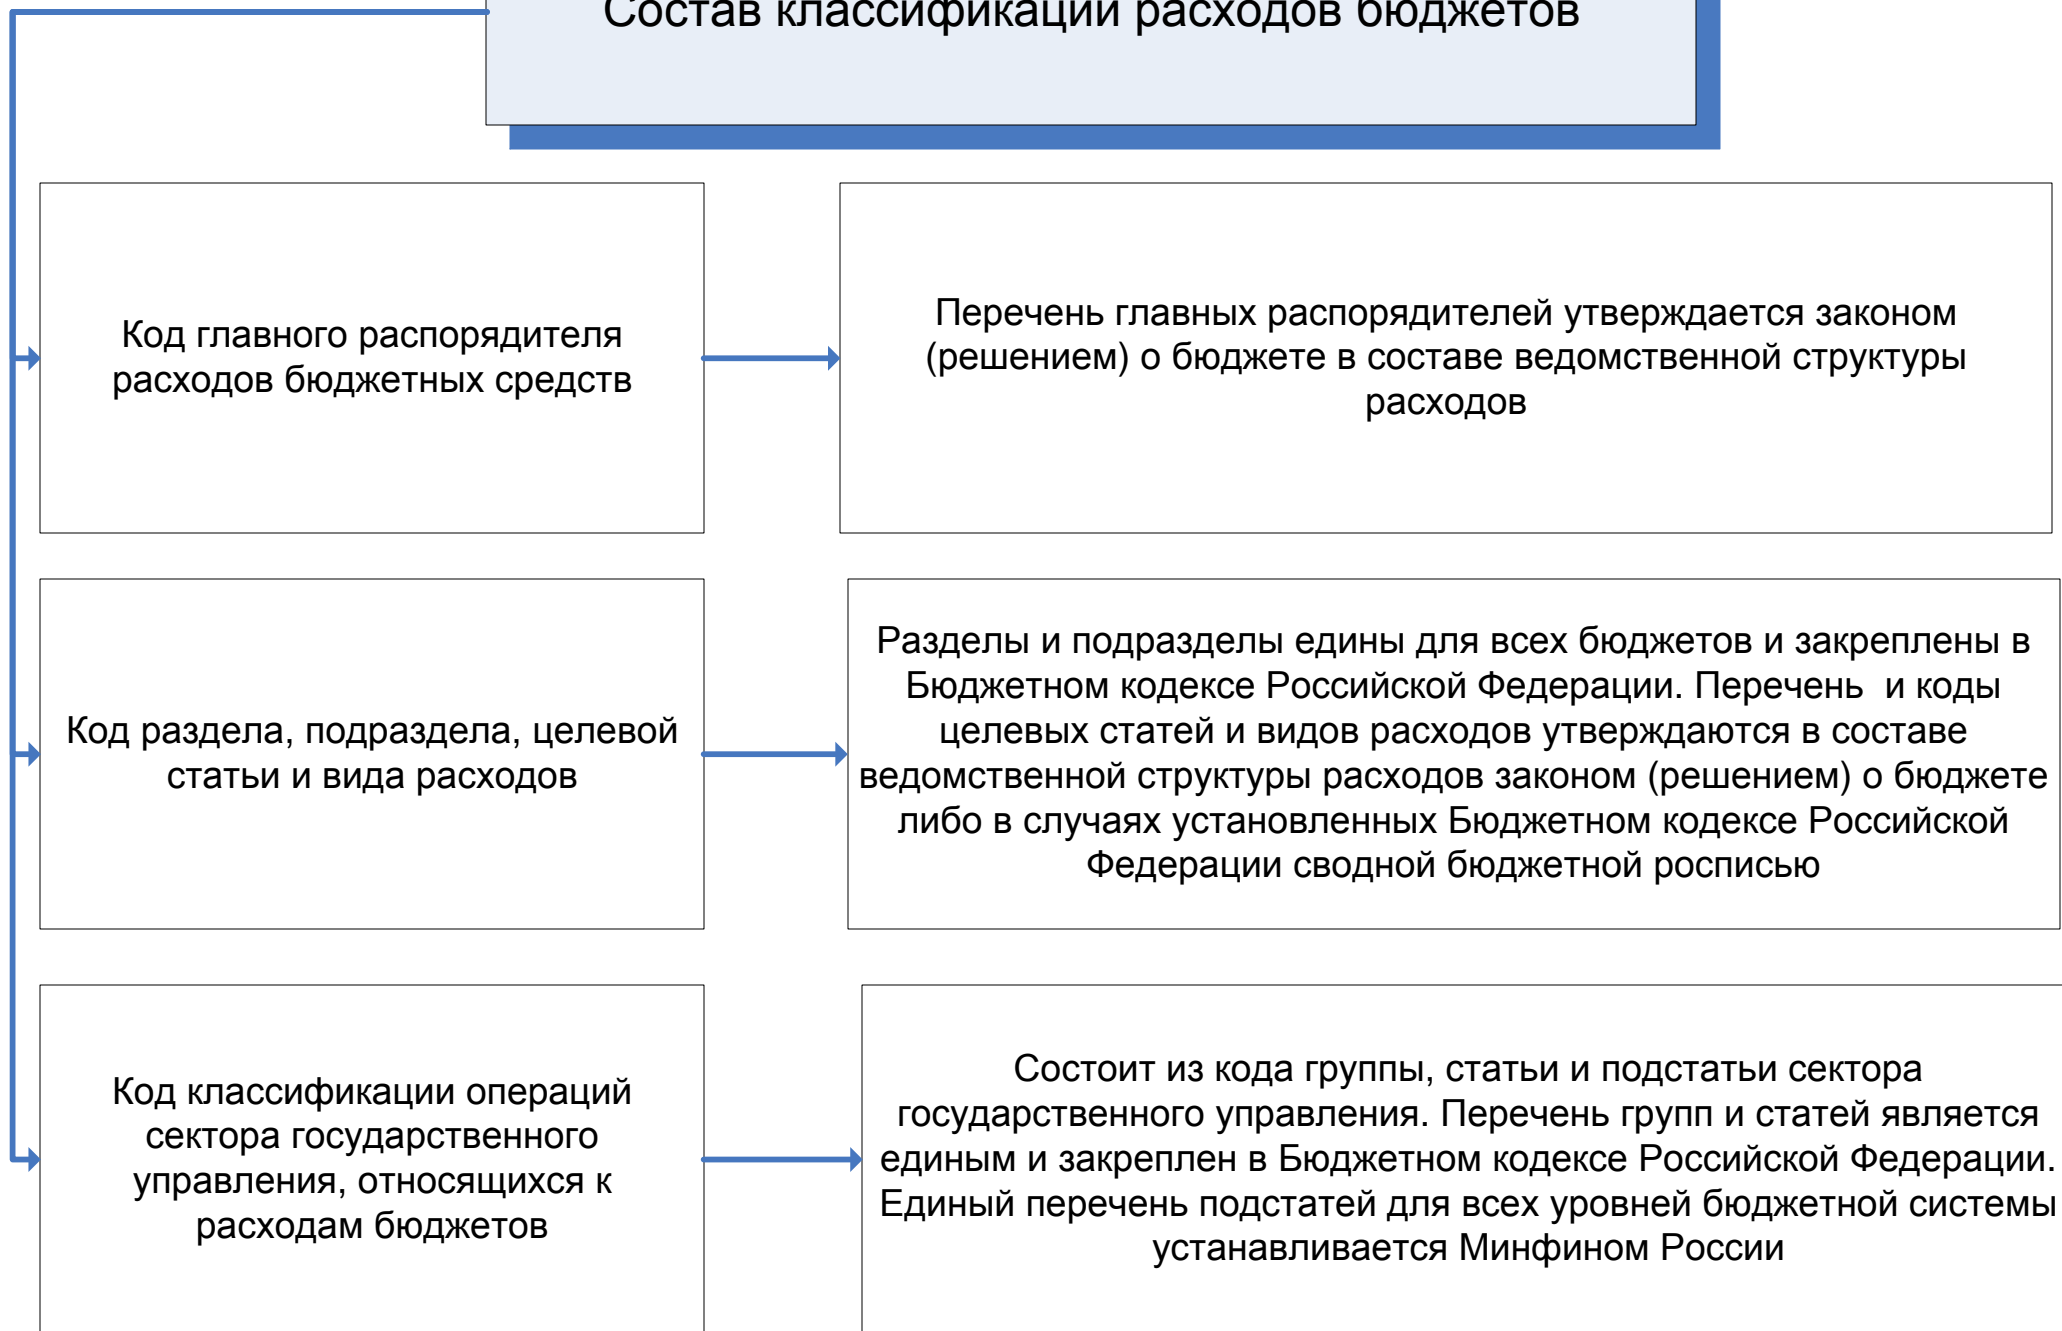 Состав классификации расходов бюджетов
Код главного распорядителя
расходов бюджетных средств
Перечень главных распорядителей утверждается законом
(решением) о бюджете в составе ведомственной структуры
расходов
Код раздела, подраздела, целевой
статьи и вида расходов
Разделы и подразделы едины для всех бюджетов и закреплены в
Бюджетном кодексе Российской Федерации. Перечень  и коды
целевых статей и видов расходов утверждаются в составе
ведомственной структуры расходов законом (решением) о бюджете
либо в случаях установленных Бюджетном кодексе Российской
Федерации сводной бюджетной росписью
Код классификации операций
сектора государственного
управления, относящихся к
расходам бюджетов
Состоит из кода группы, статьи и подстатьи сектора
государственного управления. Перечень групп и статей является
единым и закреплен в Бюджетном кодексе Российской Федерации.
Единый перечень подстатей для всех уровней бюджетной системы
устанавливается Минфином России